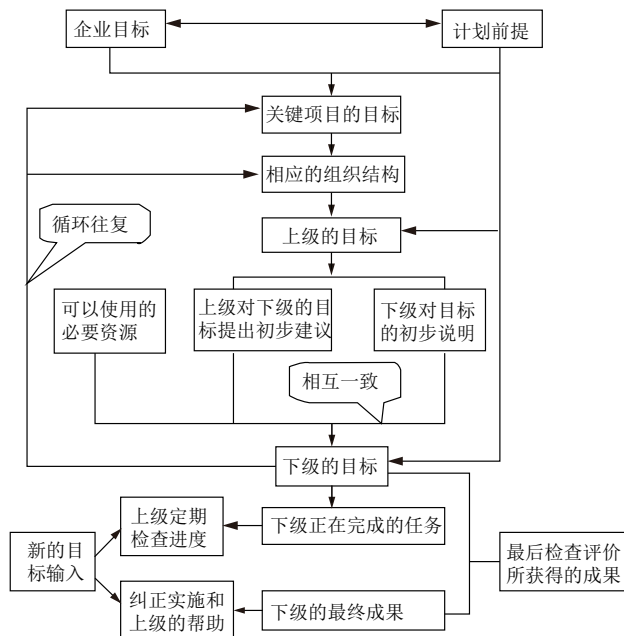 企业目标
计划前提
关键项目的目标
相应的组织结构
循环往复
上级的目标
可以使用的
必要资源
上级对下级的目
标提出初步建议
下级对目标
的初步说明
相互一致
下级的目标
上级定期
检查进度
下级正在完成的任务
新的目
标输入
最后检查评价
所获得的成果
纠正实施和
上级的帮助
下级的最终成果